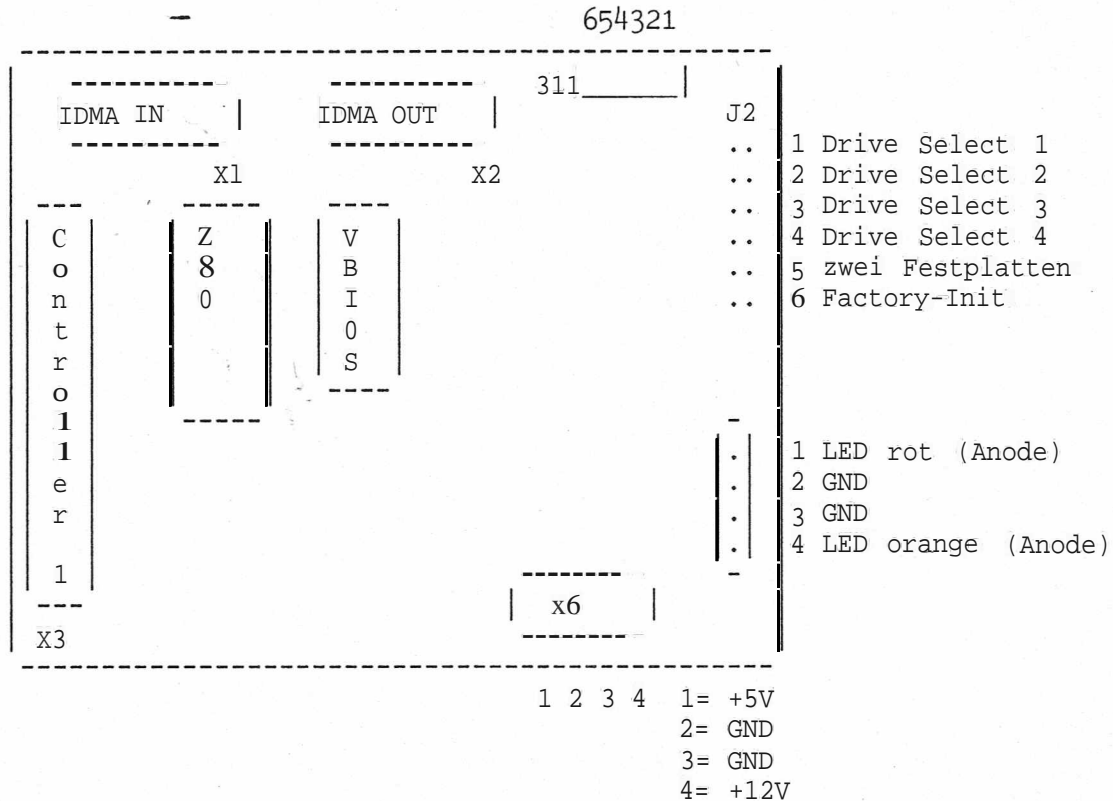 654321
311
IDMA IN
IDMA OUT
J2
X1
X2
1 Drive Select 1
2 Drive Select 2
3 Drive Select 3
4 Drive Select 4
5 zwei Festplatten
6 Factory-Init
Controller 1
Z80
VBIOS
1 LED rot (Anode)
2 GND
3 GND
4 LED orange (Anode)
x6
X3
1 2 3 4 1= +5V
2= GND
3= GND
4= +12V